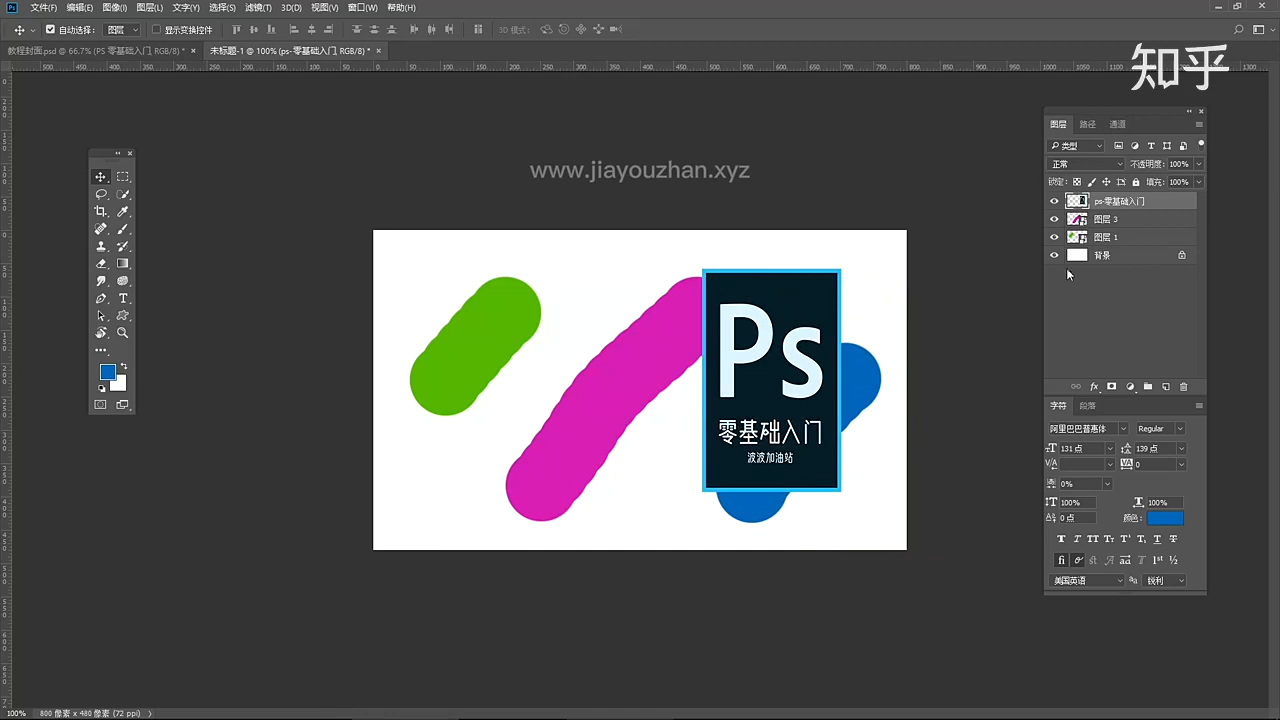 Ps 文件(F) 编辑(E) 图像(I) 图层(L) 文字(Y) 选择(S) 滤镜(T) 3D(D) 视图(V) 窗口(W) 帮助(H)
自动选择: 图层 显示变换控件 3D 模式:
教程封面.psd @ 66.7% (PS 零基础入门, RGB/8) * × 未标题-1 @ 100% (ps-零基础入门, RGB/8) * ×
知乎
www.jiayouzhan.xyz
图层 路径 通道
类型
正常 不透明度: 100%
锁定: 填充: 100%
ps-零基础入门
图层 3
图层 1
背景
Ps
零基础入门
波波加油站
字符 段落
阿里巴巴普惠体 Regular
131 点 139 点
0
0%
100% 100%
0 点 颜色:
美国英语 aa 锐利
100% 800 像素 x 480 像素 (72 ppi)